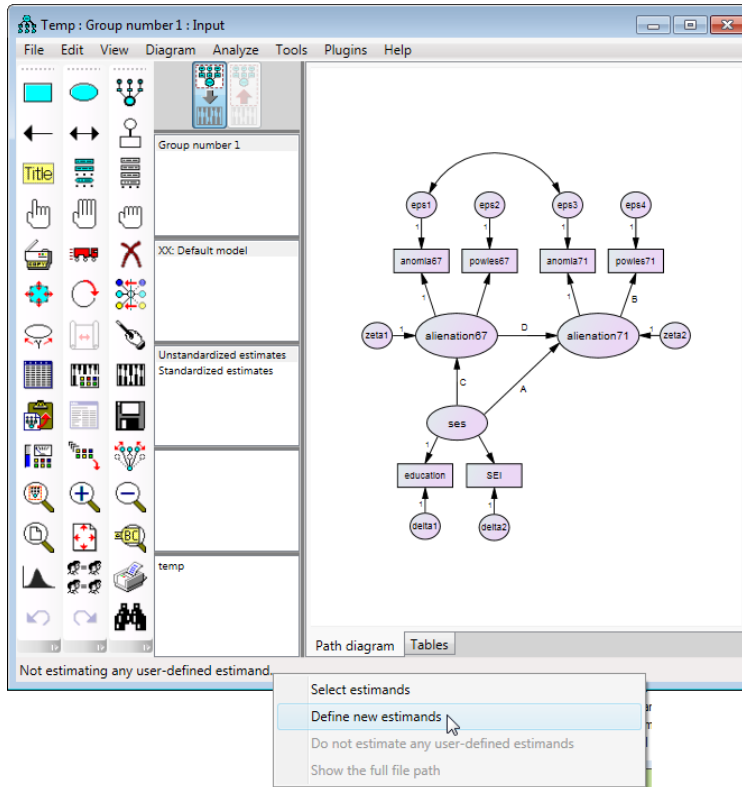 Temp : Group number 1 : Input
File Edit View Diagram Analyze Tools Plugins Help
Title
Group number 1
XX: Default model
Unstandardized estimates
Standardized estimates
temp
eps1 eps2 eps3 eps4
1 1 1 1
anomia67 powles67 anomia71 powles71
1 1 B
zeta1 1 alienation67 D alienation71 1 zeta2
C A
ses
1
education SEI
1 1
delta1 delta2
Path diagram Tables
Not estimating any user-defined estimand.
Select estimands
Define new estimands
Do not estimate any user-defined estimands
Show the full file path